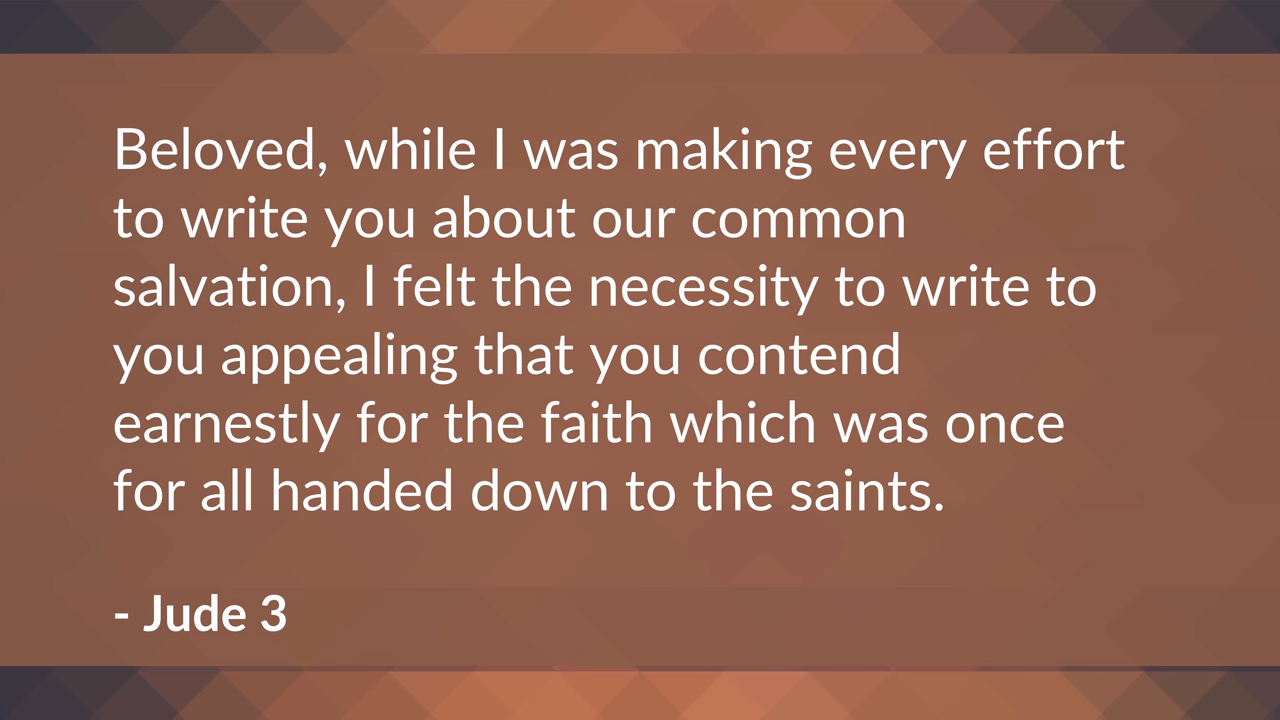 Beloved, while I was making every effort
to write you about our common
salvation, I felt the necessity to write to
you appealing that you contend
earnestly for the faith which was once
for all handed down to the saints.
- Jude 3